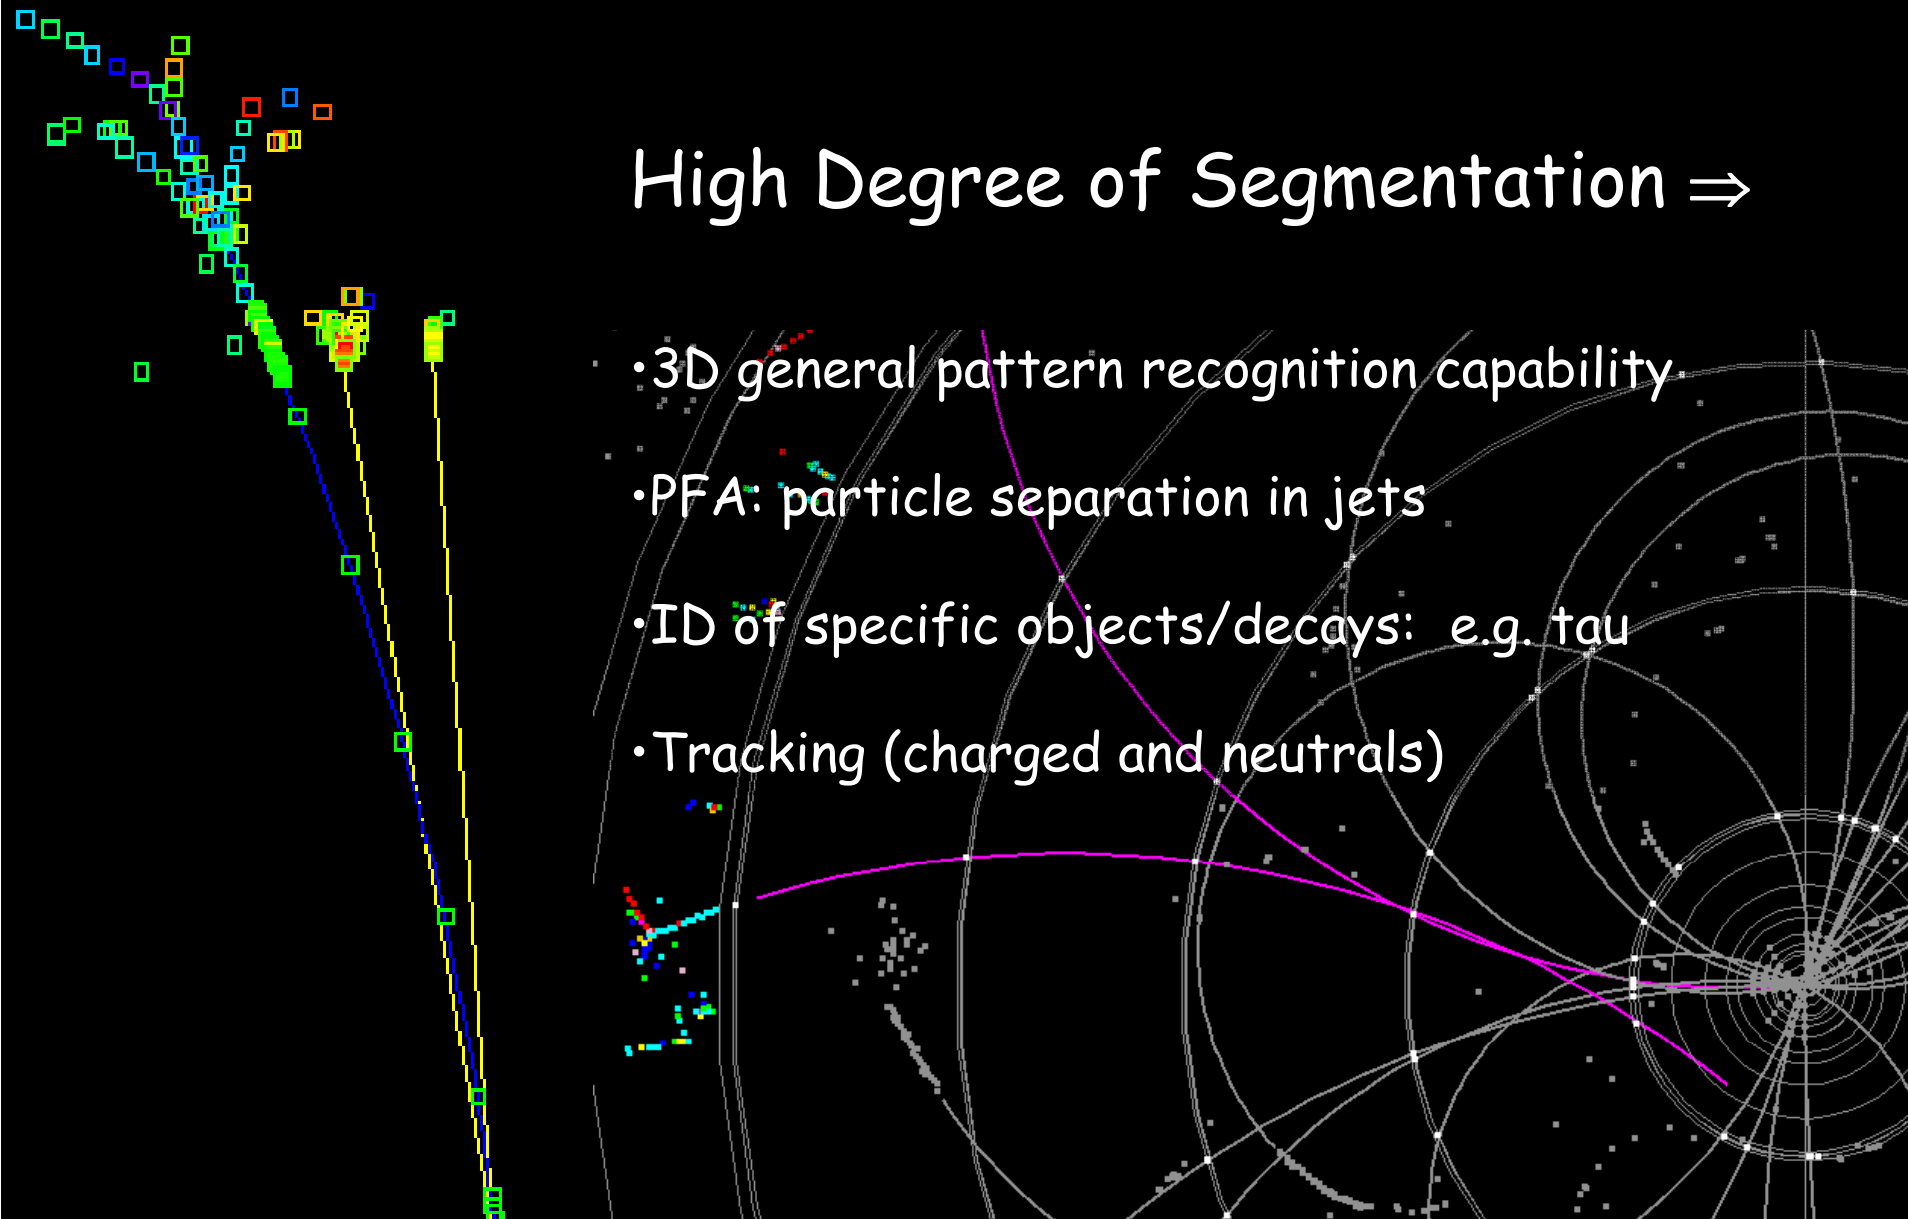 High Degree of Segmentation ⇒
•3D general pattern recognition capability
•PFA: particle separation in jets
•ID of specific objects/decays: e.g. tau
•Tracking (charged and neutrals)